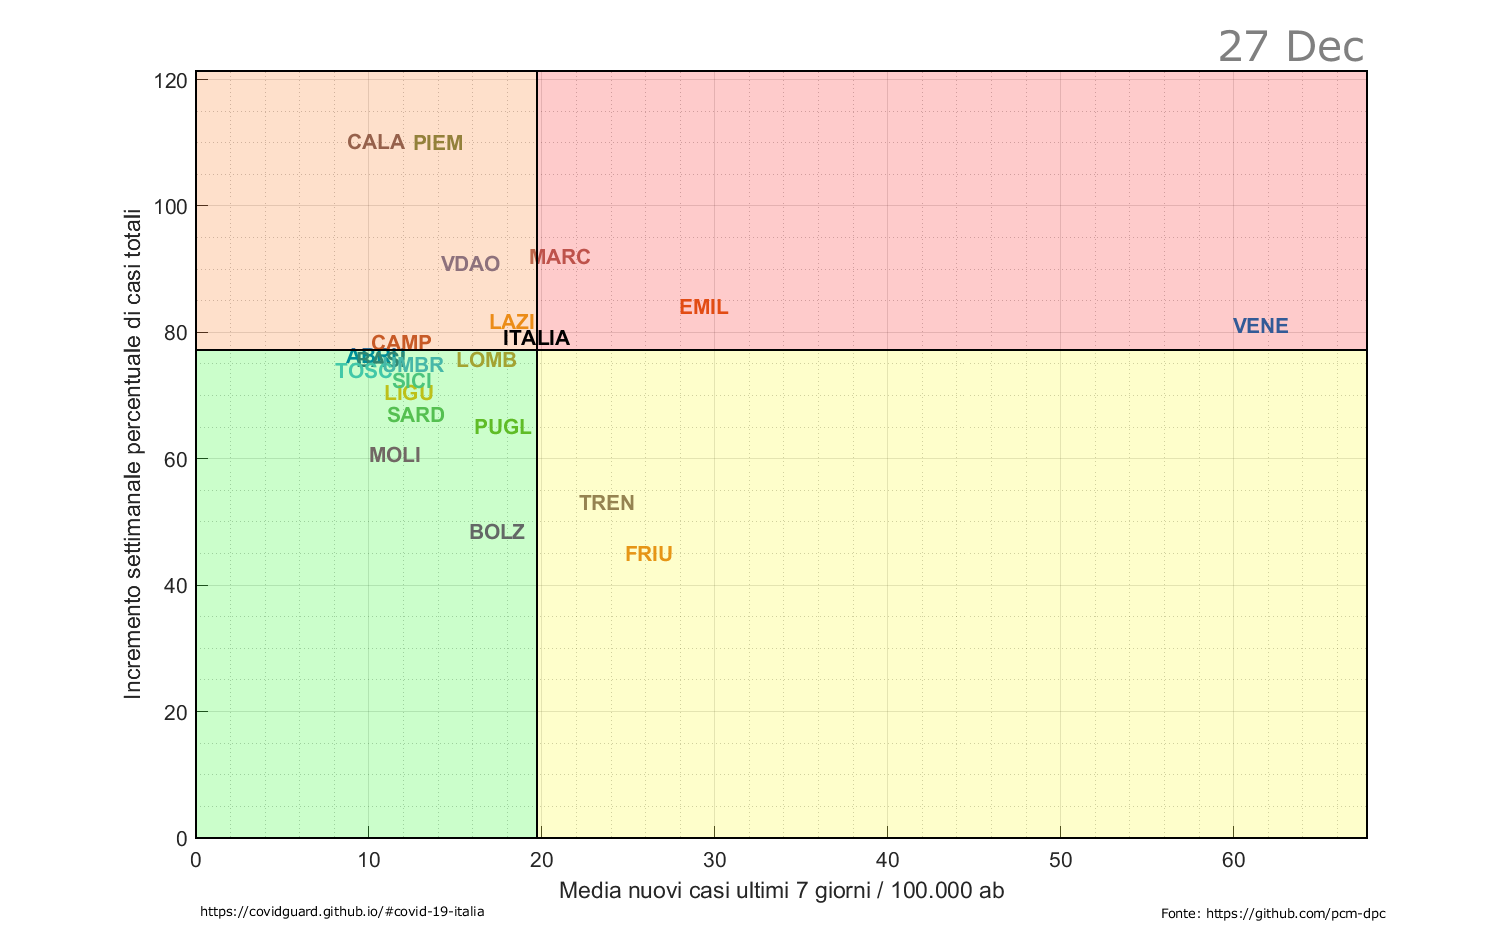 27 Dec
120
CALA PIEM
Incremento settimanale percentuale di casi totali
100
MARC
VDAO
EMIL
LAZI
VENE
80
ITALIA
CAMP
LOMB
UMBR
TOSC
SICI
LIGU
SARD
PUGL
60
MOLI
TREN
BOLZ
FRIU
40
20
0
0 10 20 30 40 50 60
Media nuovi casi ultimi 7 giorni / 100.000 ab
https://covidguard.github.io/#covid-19-italia
Fonte: https://github.com/pcm-dpc